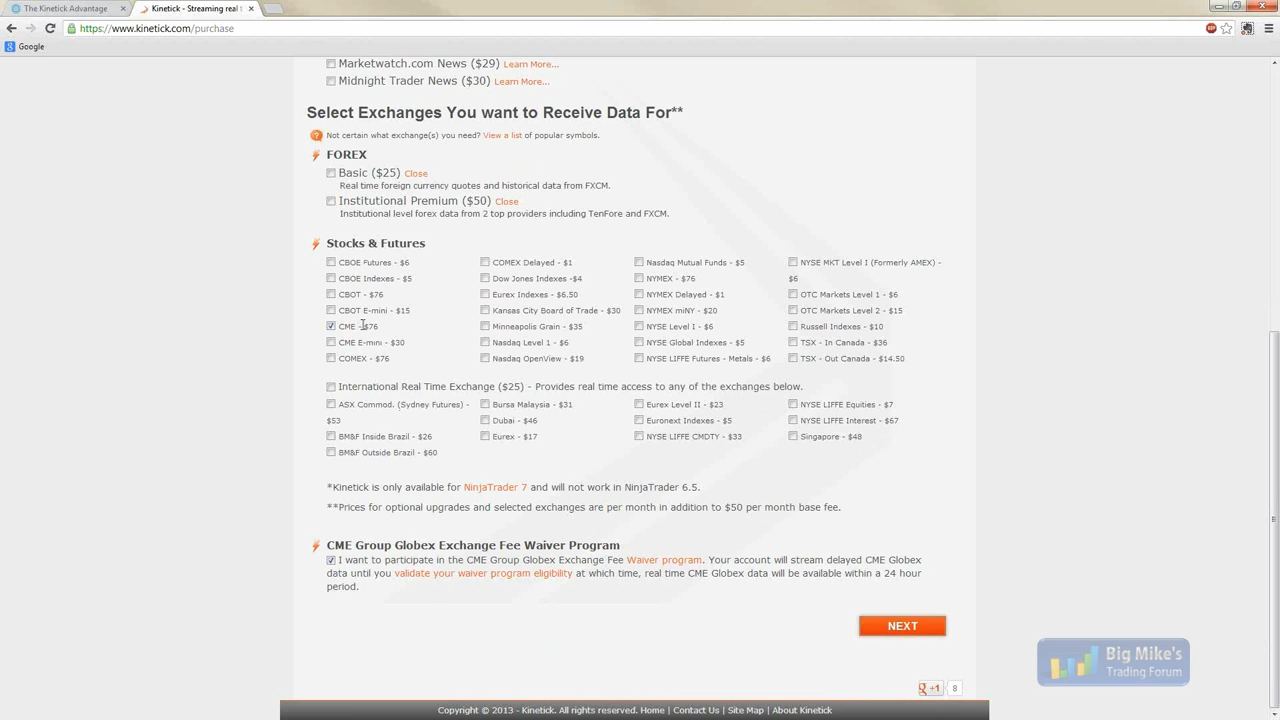 The Kinetick Advantage
Kinetick - Streaming real t
https://www.kinetick.com/purchase
Google
Marketwatch.com News ($29) Learn More...
Midnight Trader News ($30) Learn More...
Select Exchanges You want to Receive Data For**
Not certain what exchange(s) you need? View a list of popular symbols.
FOREX
Basic ($25) Close
Real time foreign currency quotes and historical data from FXCM.
Institutional Premium ($50) Close
Institutional level forex data from 2 top providers including TenFore and FXCM.
Stocks & Futures
CBOE Futures - $6 COMEX Delayed - $1 Nasdaq Mutual Funds - $5 NYSE MKT Level I (Formerly AMEX) -
CBOE Indexes - $5 Dow Jones Indexes -$4 NYMEX - $76 $6
CBOT - $76 Eurex Indexes - $6.50 NYMEX Delayed - $1 OTC Markets Level 1 - $6
CBOT E-mini - $15 Kansas City Board of Trade - $30 NYMEX miNY - $20 OTC Markets Level 2 - $15
CME - $76 Minneapolis Grain - $35 NYSE Level I - $6 Russell Indexes - $10
CME E-mini - $30 Nasdaq Level 1 - $6 NYSE Global Indexes - $5 TSX - In Canada - $36
COMEX - $76 Nasdaq OpenView - $19 NYSE LIFFE Futures - Metals - $6 TSX - Out Canada - $14.50
International Real Time Exchange ($25) - Provides real time access to any of the exchanges below.
ASX Commod. (Sydney Futures) - Bursa Malaysia - $31 Eurex Level II - $23 NYSE LIFFE Equities - $7
$53 Dubai - $46 Euronext Indexes - $5 NYSE LIFFE Interest - $67
BM&F Inside Brazil - $26 Eurex - $17 NYSE LIFFE CMDTY - $33 Singapore - $48
BM&F Outside Brazil - $60
*Kinetick is only available for NinjaTrader 7 and will not work in NinjaTrader 6.5.
**Prices for optional upgrades and selected exchanges are per month in addition to $50 per month base fee.
CME Group Globex Exchange Fee Waiver Program
I want to participate in the CME Group Globex Exchange Fee Waiver program. Your account will stream delayed CME Globex
data until you validate your waiver program eligibility at which time, real time CME Globex data will be available within a 24 hour
period.
NEXT
Big Mike's
Trading Forum
+1 8
Copyright © 2013 - Kinetick. All rights reserved. Home | Contact Us | Site Map | About Kinetick